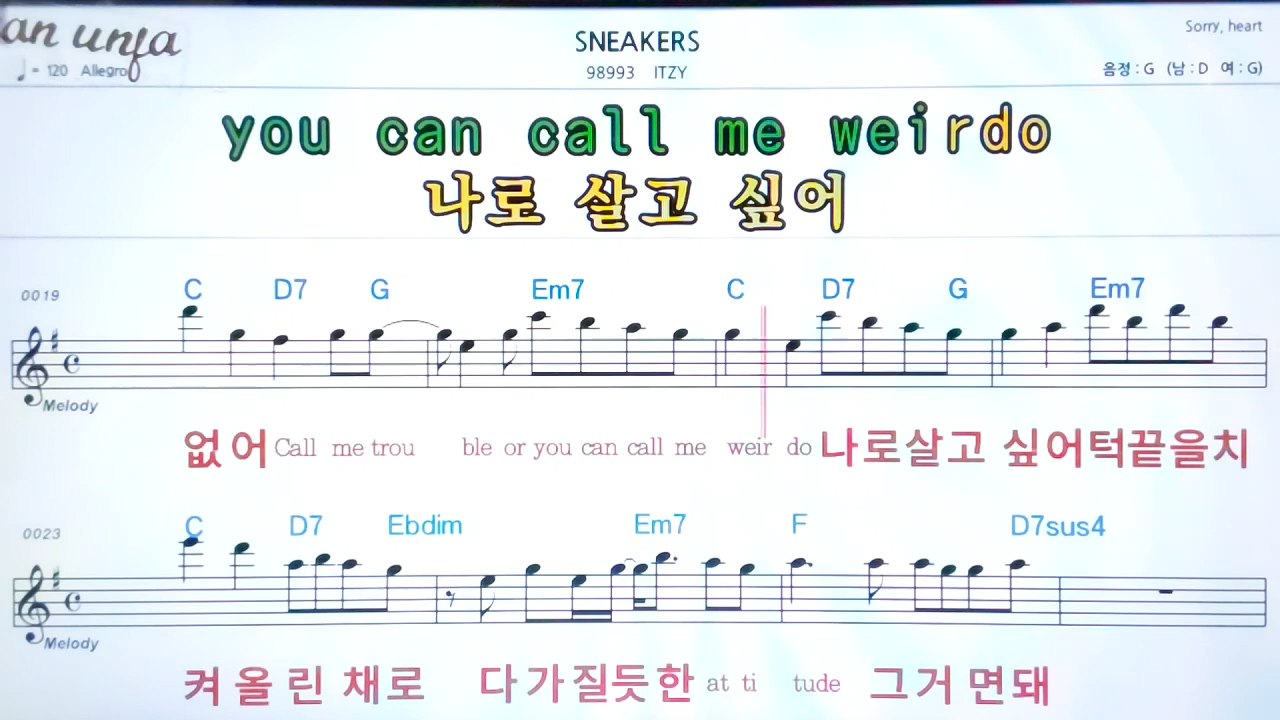 an unfa
SNEAKERS
Sorry, heart
♩= 120 Allegro
98993 ITZY
음정 : G (남 : D 여 : G)
you can call me weirdo
나로 살고 싶어
0019
C D7 G Em7 C D7 G Em7
Melody
없어 Call me trou ble or you can call me weir do 나로살고 싶어턱끝을치
0023
C D7 Ebdim Em7 F D7sus4
Melody
켜 올 린 채로 다가질듯한 at ti tude 그거 면돼